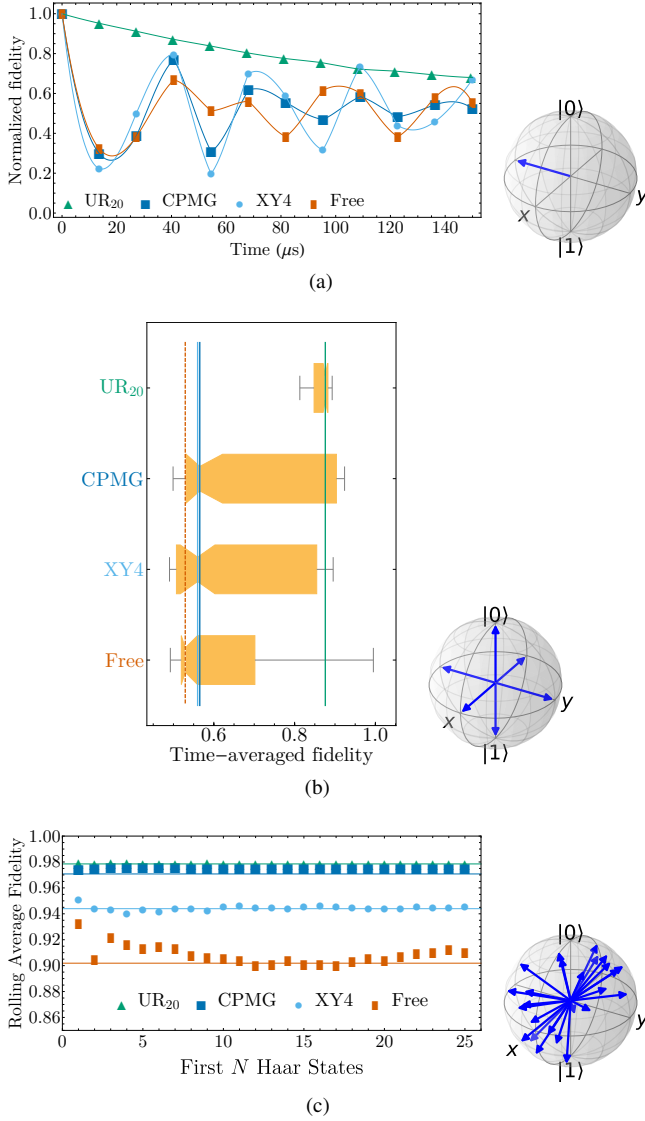 Normalized fidelity
1.0
0.8
0.6
0.4
0.2
0.0
UR₂₀ CPMG XY4 Free
0 20 40 60 80 100 120 140
Time (μs)
|0⟩
y
x
|1⟩
(a)
UR₂₀
CPMG
XY4
Free
0.6 0.8 1.0
Time−averaged fidelity
|0⟩
y
x
|1⟩
(b)
Rolling Average Fidelity
1.00
0.98
0.96
0.94
0.92
0.90
0.88
0.86
UR₂₀ CPMG XY4 Free
0 5 10 15 20 25
First N Haar States
|0⟩
y
x
|1⟩
(c)